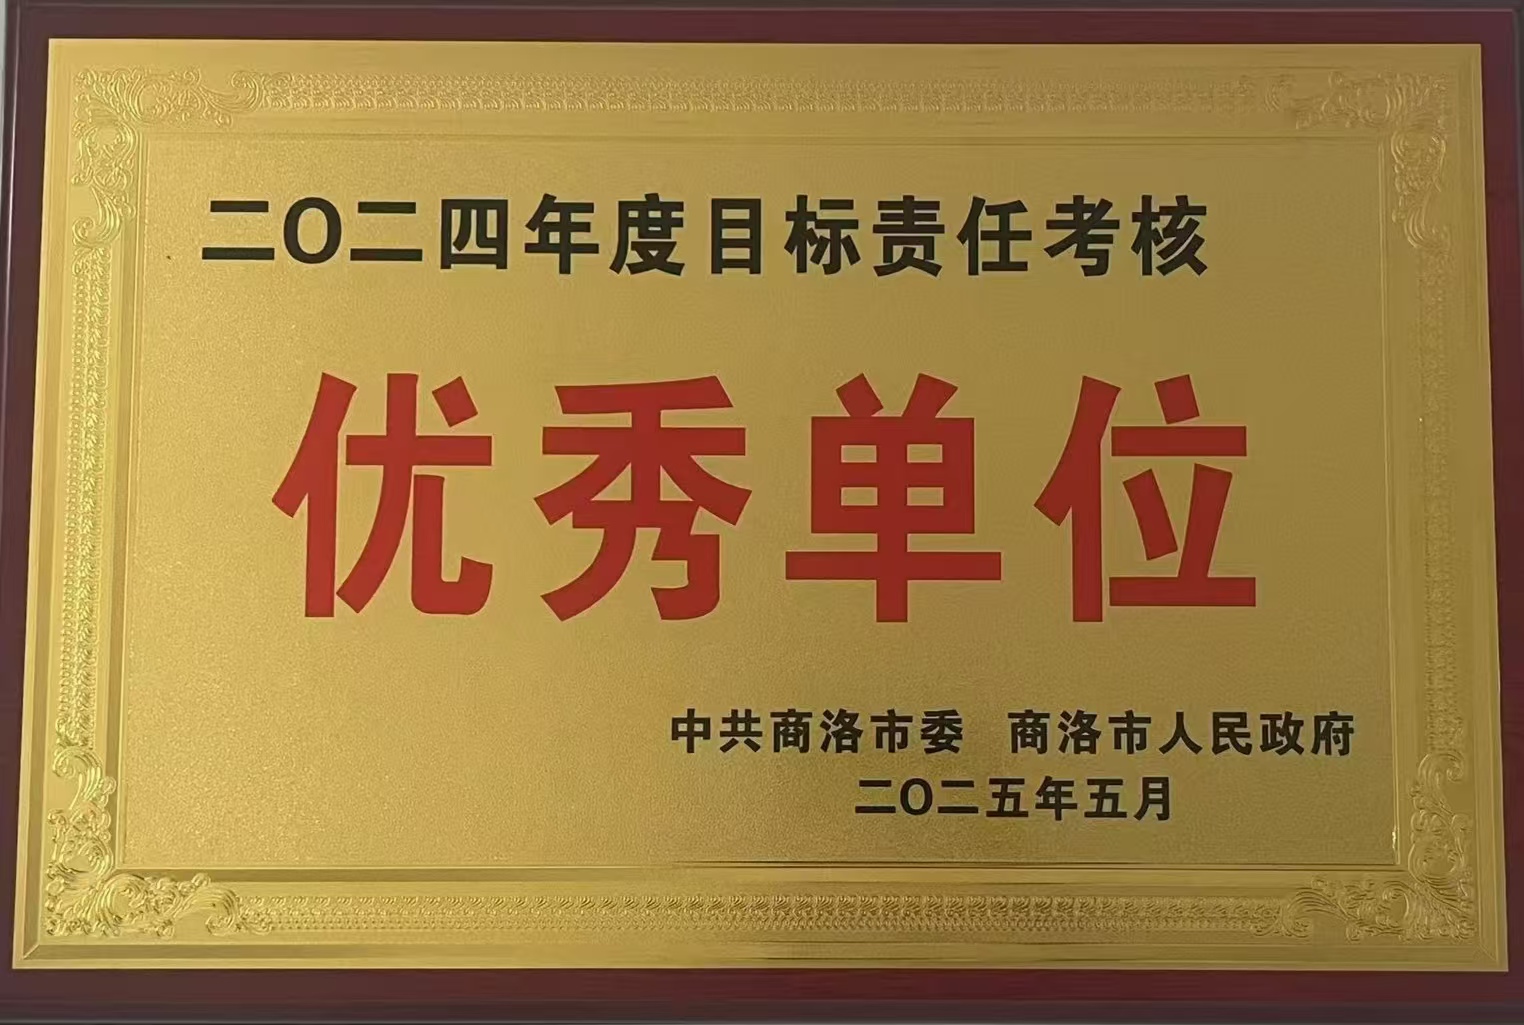 二〇二四年度目标责任考核
优秀单位
中共商洛市委 商洛市人民政府
二〇二五年五月